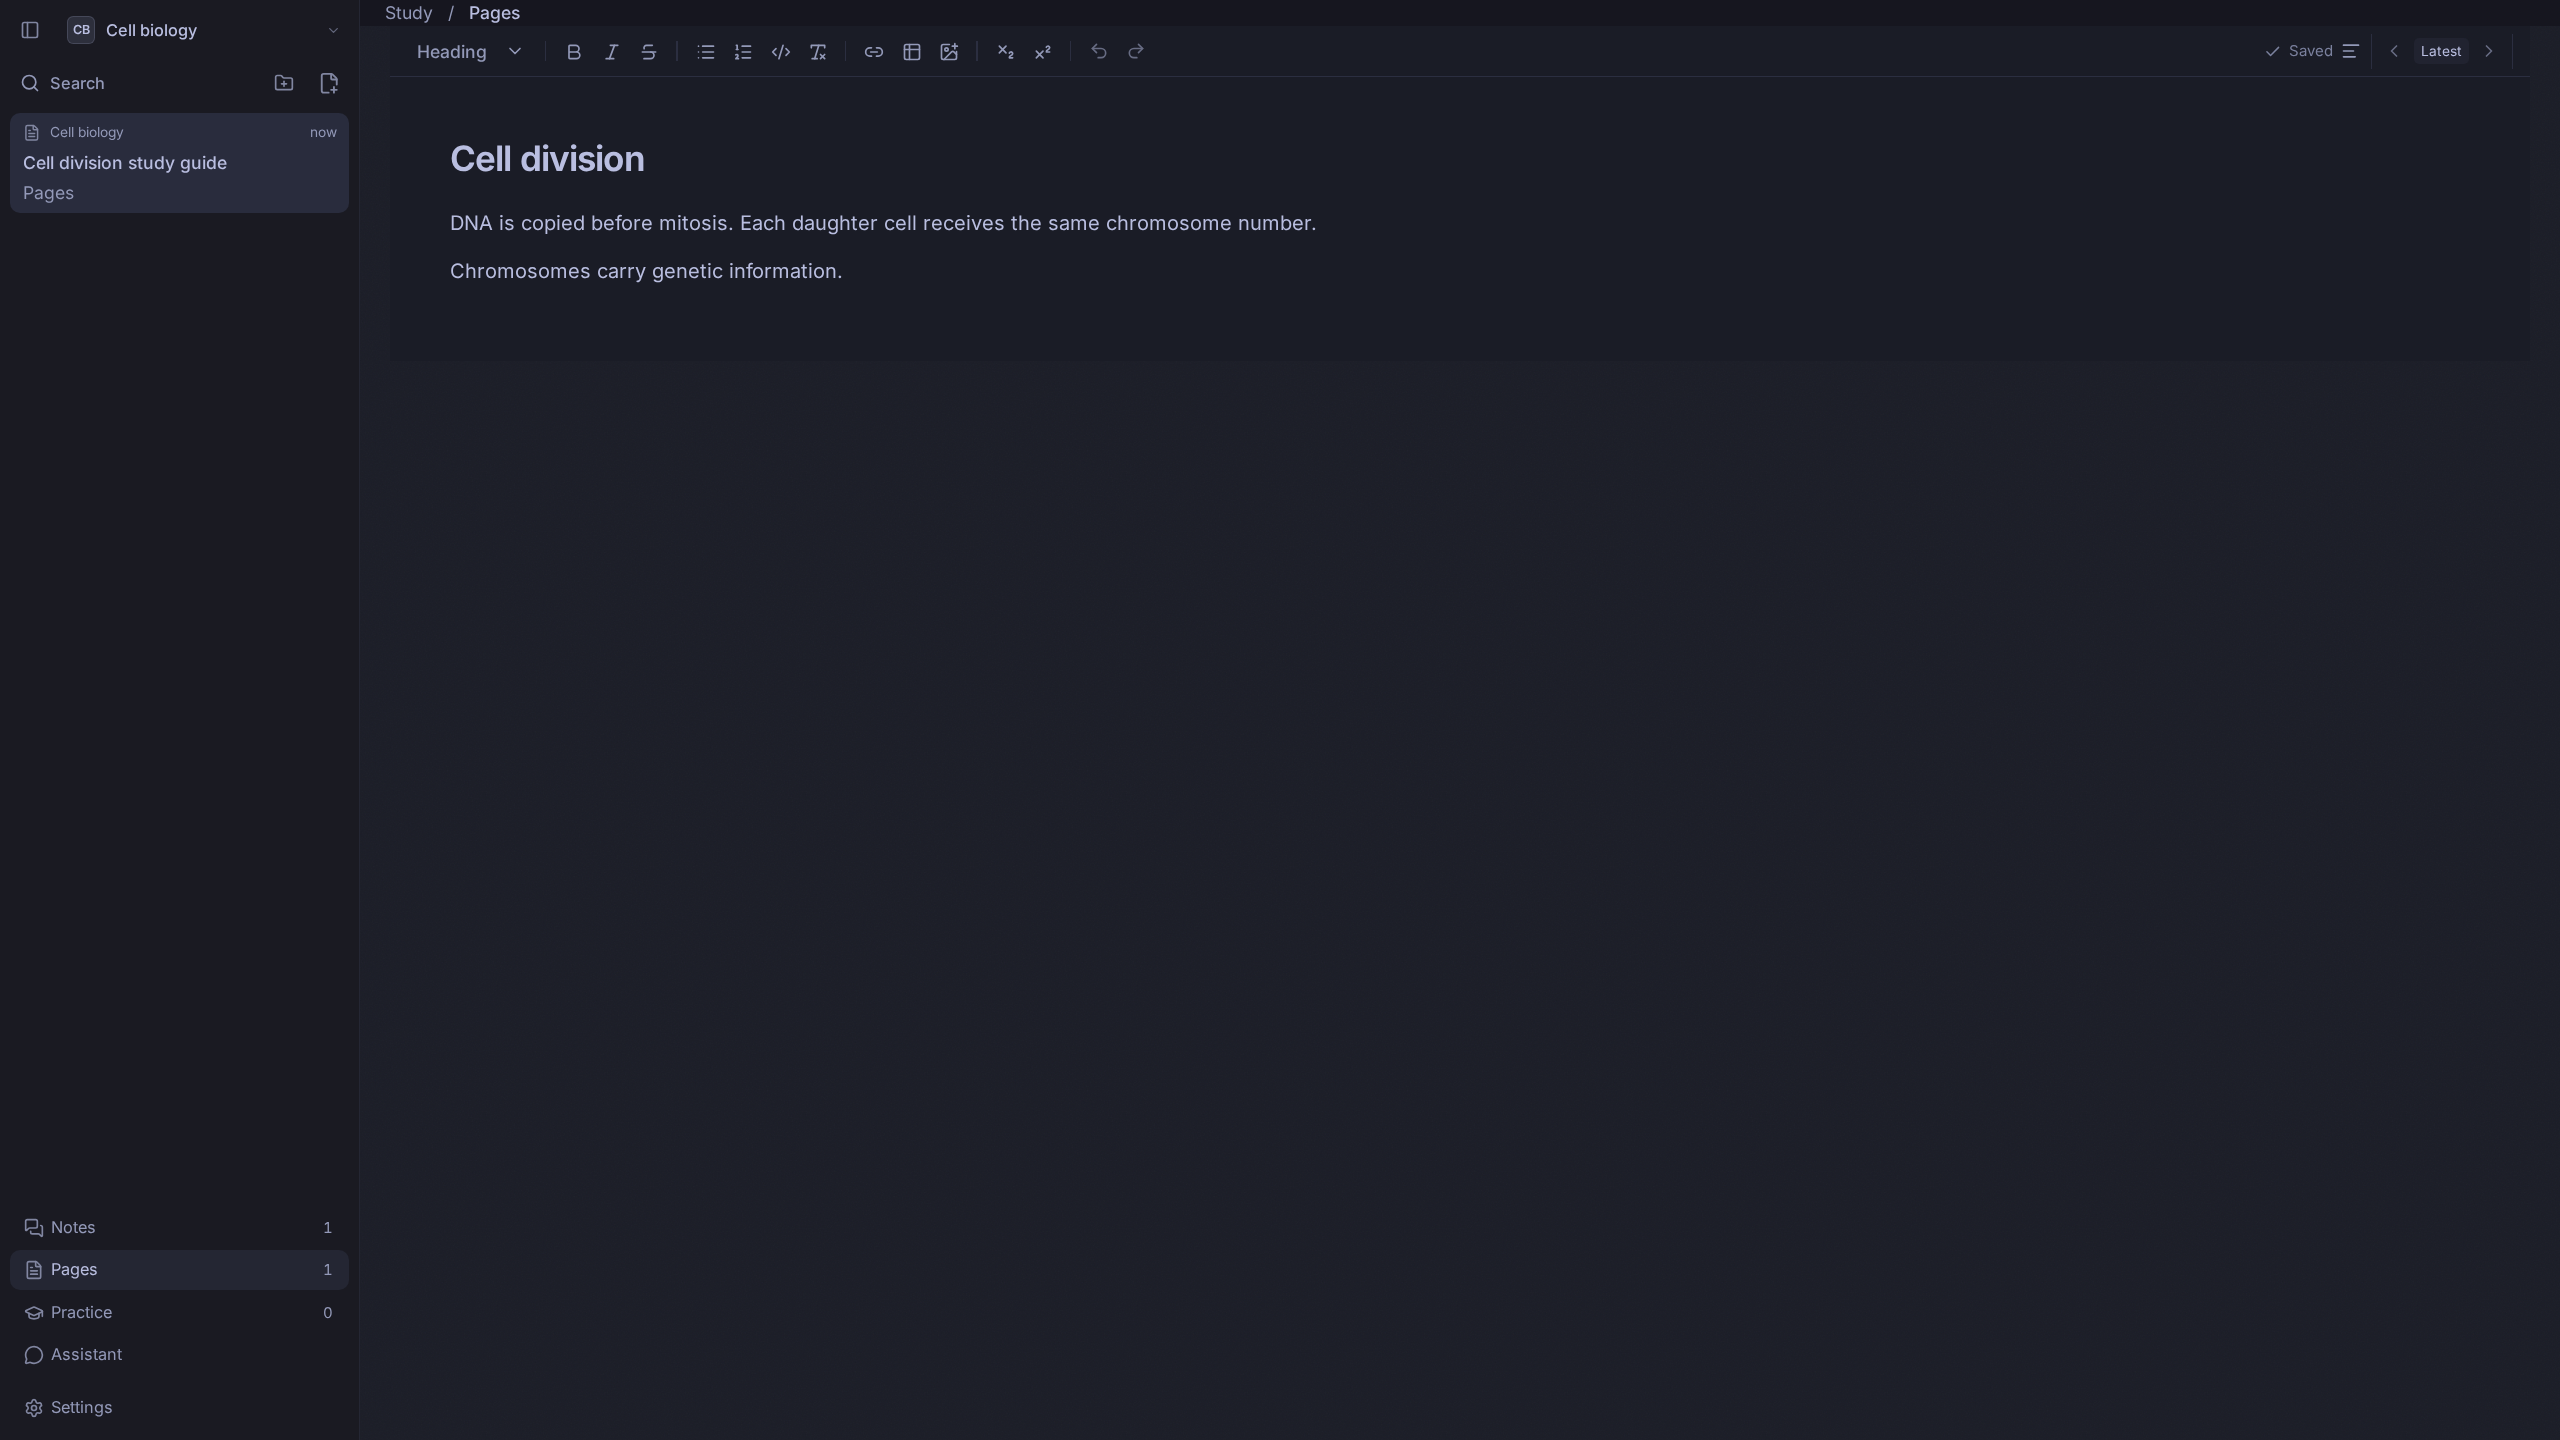 CB Cell biology
Search
Cell biology now
Cell division study guide
Pages
Notes 1
Pages 1
Practice 0
Assistant
Settings
Study / Pages
Heading
Saved
Latest
Cell division
DNA is copied before mitosis. Each daughter cell receives the same chromosome number.
Chromosomes carry genetic information.